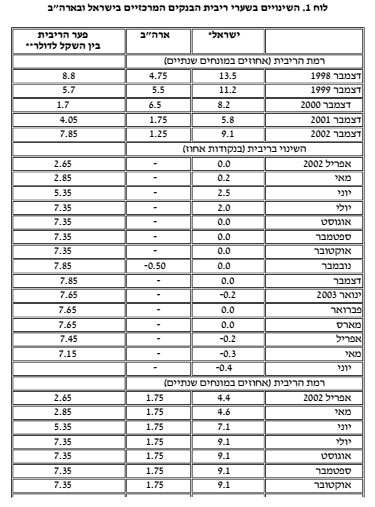 לוח 1. השינויים בשערי ריבית הבנקים המרכזיים בישראל ובארה"ב
ישראל* ארה"ב פער הריבית בין השקל לדולר**
רמת הריבית (אחוזים במונחים שנתיים)
דצמבר 1998 13.5 4.75 8.8
דצמבר 1999 11.2 5.5 5.7
דצמבר 2000 8.2 6.5 1.7
דצמבר 2001 5.8 1.75 4.05
דצמבר 2002 9.1 1.25 7.85
השינוי בריבית (בנקודות אחוז)
אפריל 2002 0.0 - 2.65
מאי 0.2 - 2.85
יוני 2.5 - 5.35
יולי 2.0 - 7.35
אוגוסט 0.0 - 7.35
ספטמבר 0.0 - 7.35
אוקטובר 0.0 - 7.35
נובמבר 0.0 -0.50 7.85
דצמבר 0.0 - 7.85
ינואר 2003 -0.2 - 7.65
פברואר 0.0 - 7.65
מארס 0.0 - 7.65
אפריל -0.2 - 7.45
מאי -0.3 - 7.15
יוני -0.4 -
רמת הריבית (אחוזים במונחים שנתיים)
אפריל 2002 4.4 1.75 2.65
מאי 4.6 1.75 2.85
יוני 7.1 1.75 5.35
יולי 9.1 1.75 7.35
אוגוסט 9.1 1.75 7.35
ספטמבר 9.1 1.75 7.35
אוקטובר 9.1 1.75 7.35